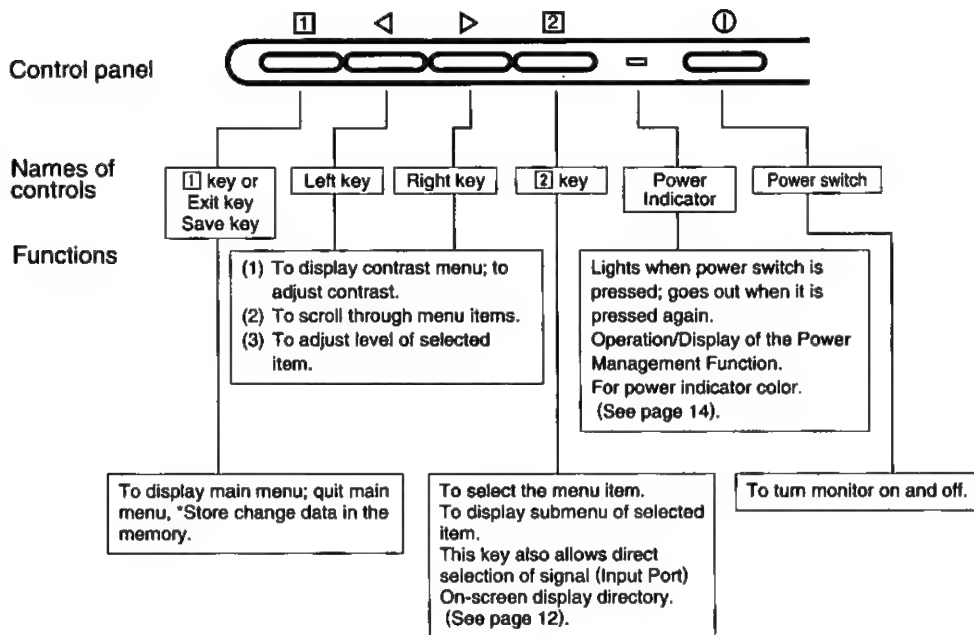 1 ◁ ▷ 2
Control panel
Names of
controls
1 key or
Exit key
Save key
Left key
Right key
2 key
Power
Indicator
Power switch
Functions
(1) To display contrast menu; to
adjust contrast.
(2) To scroll through menu items.
(3) To adjust level of selected
item.
Lights when power switch is
pressed; goes out when it is
pressed again.
Operation/Display of the Power
Management Function.
For power indicator color.
(See page 14).
To display main menu; quit main
menu, *Store change data in the
memory.
To select the menu item.
To display submenu of selected
item.
This key also allows direct
selection of signal (Input Port)
On-screen display directory.
(See page 12).
To turn monitor on and off.